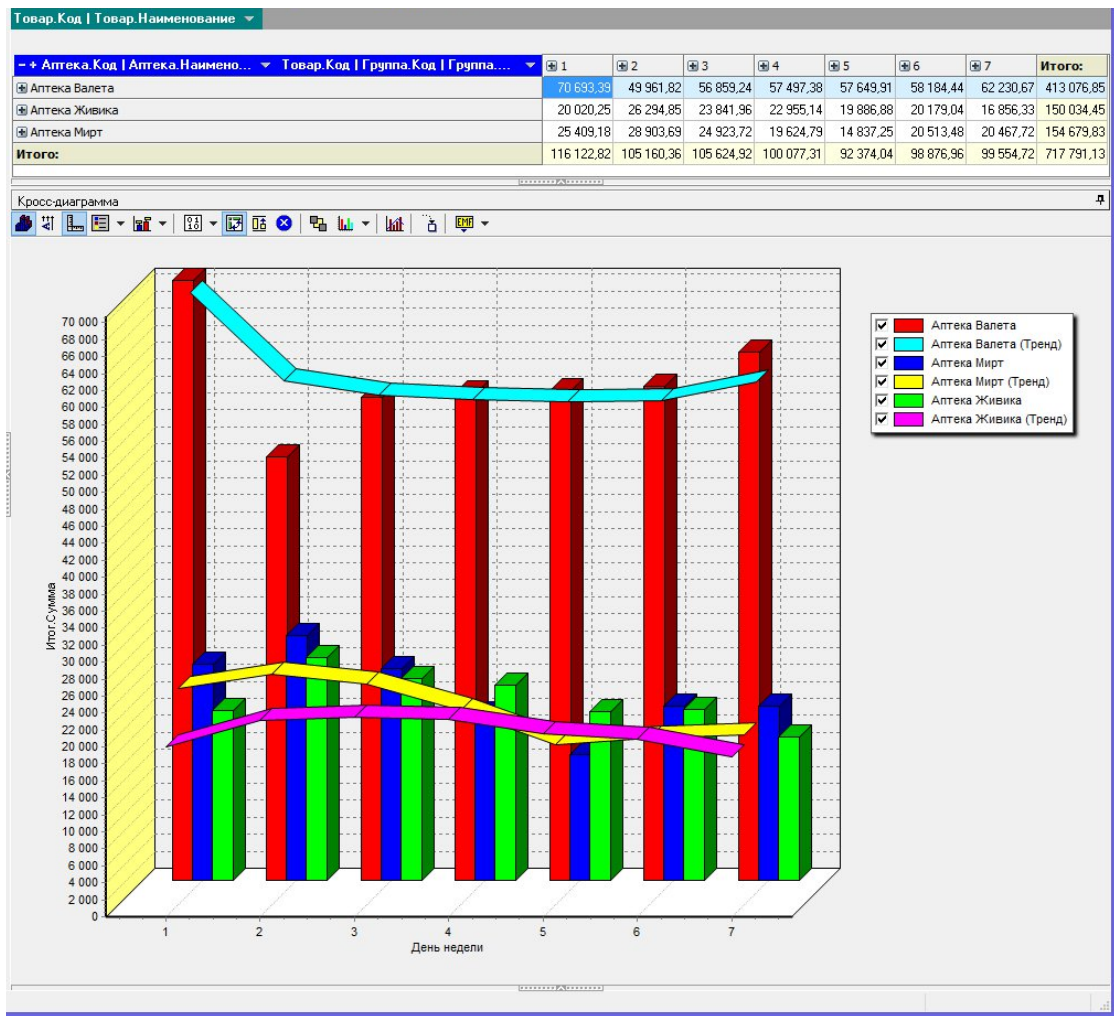 Товар.Код | Товар.Наименование
− + Аптека.Код | Аптека.Наимено... Товар.Код | Группа.Код | Группа.... 1 2 3 4 5 6 7 Итого:
Аптека Валета 70 693,39 49 961,82 56 859,24 57 497,38 57 649,91 58 184,44 62 230,67 413 076,85
Аптека Живика 20 020,25 26 294,85 23 841,96 22 955,14 19 886,88 20 179,04 16 856,33 150 034,45
Аптека Мирт 25 409,18 28 903,69 24 923,72 19 624,79 14 837,25 20 513,48 20 467,72 154 679,83
Итого: 116 122,82 105 160,36 105 624,92 100 077,31 92 374,04 98 876,96 99 554,72 717 791,13
Кросс-диаграмма
EMF
70 000
68 000
66 000
64 000
62 000
60 000
58 000
56 000
54 000
52 000
50 000
48 000
46 000
44 000
42 000
40 000
38 000
36 000
34 000
32 000
30 000
28 000
26 000
24 000
22 000
20 000
18 000
16 000
14 000
12 000
10 000
8 000
6 000
4 000
2 000
0
Итог.Сумма
1 2 3 4 5 6 7
День недели
Аптека Валета
Аптека Валета (Тренд)
Аптека Мирт
Аптека Мирт (Тренд)
Аптека Живика
Аптека Живика (Тренд)